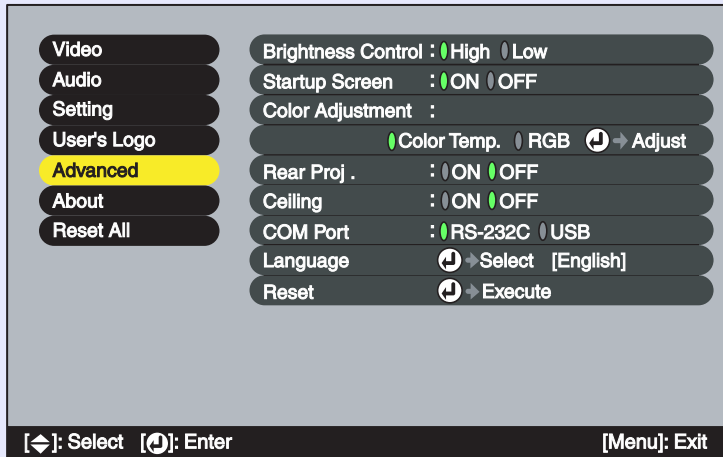 Video
Audio
Setting
User's Logo
Advanced
About
Reset All
Brightness Control : High Low
Startup Screen : ON OFF
Color Adjustment :
Color Temp. RGB Adjust
Rear Proj . : ON OFF
Ceiling : ON OFF
COM Port : RS-232C USB
Language Select [English]
Reset Execute
[ ]: Select [ ]: Enter [Menu]: Exit